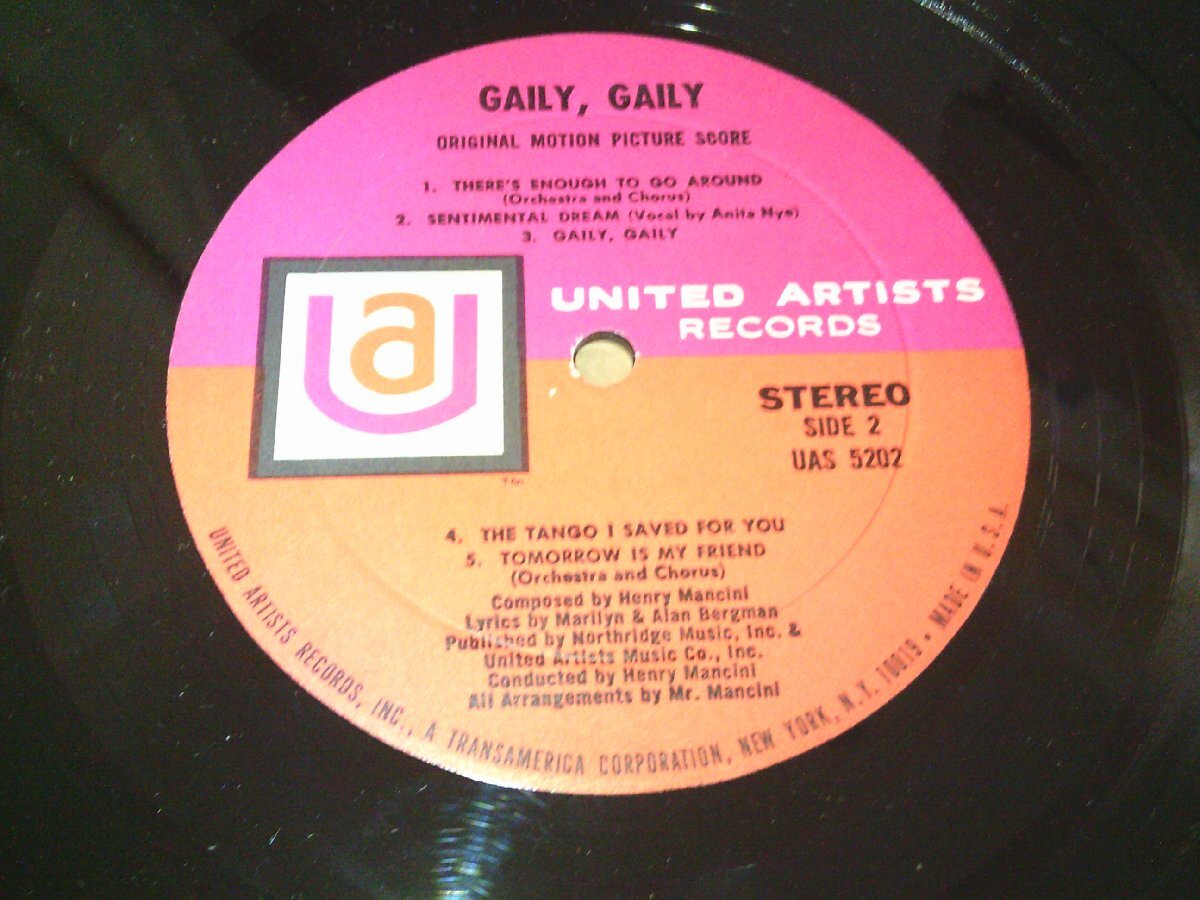 GAILY, GAILY
ORIGINAL MOTION PICTURE SCORE
1. THERE'S ENOUGH TO GO AROUND
(Orchestra and Chorus)
2. SENTIMENTAL DREAM (Vocal by Anita Nye)
3. GAILY, GAILY
ua
TM
UNITED ARTISTS
RECORDS
STEREO
SIDE 2
UAS 5202
4. THE TANGO I SAVED FOR YOU
5. TOMORROW IS MY FRIEND
(Orchestra and Chorus)
Composed by Henry Mancini
Lyrics by Marilyn & Alan Bergman
Published by Northridge Music, Inc. &
United Artists Music Co., Inc.
Conducted by Henry Mancini
All Arrangements by Mr. Mancini
UNITED ARTISTS RECORDS, INC., A TRANSAMERICA CORPORATION, NEW YORK, N.Y. 10019 • MADE IN U.S.A.